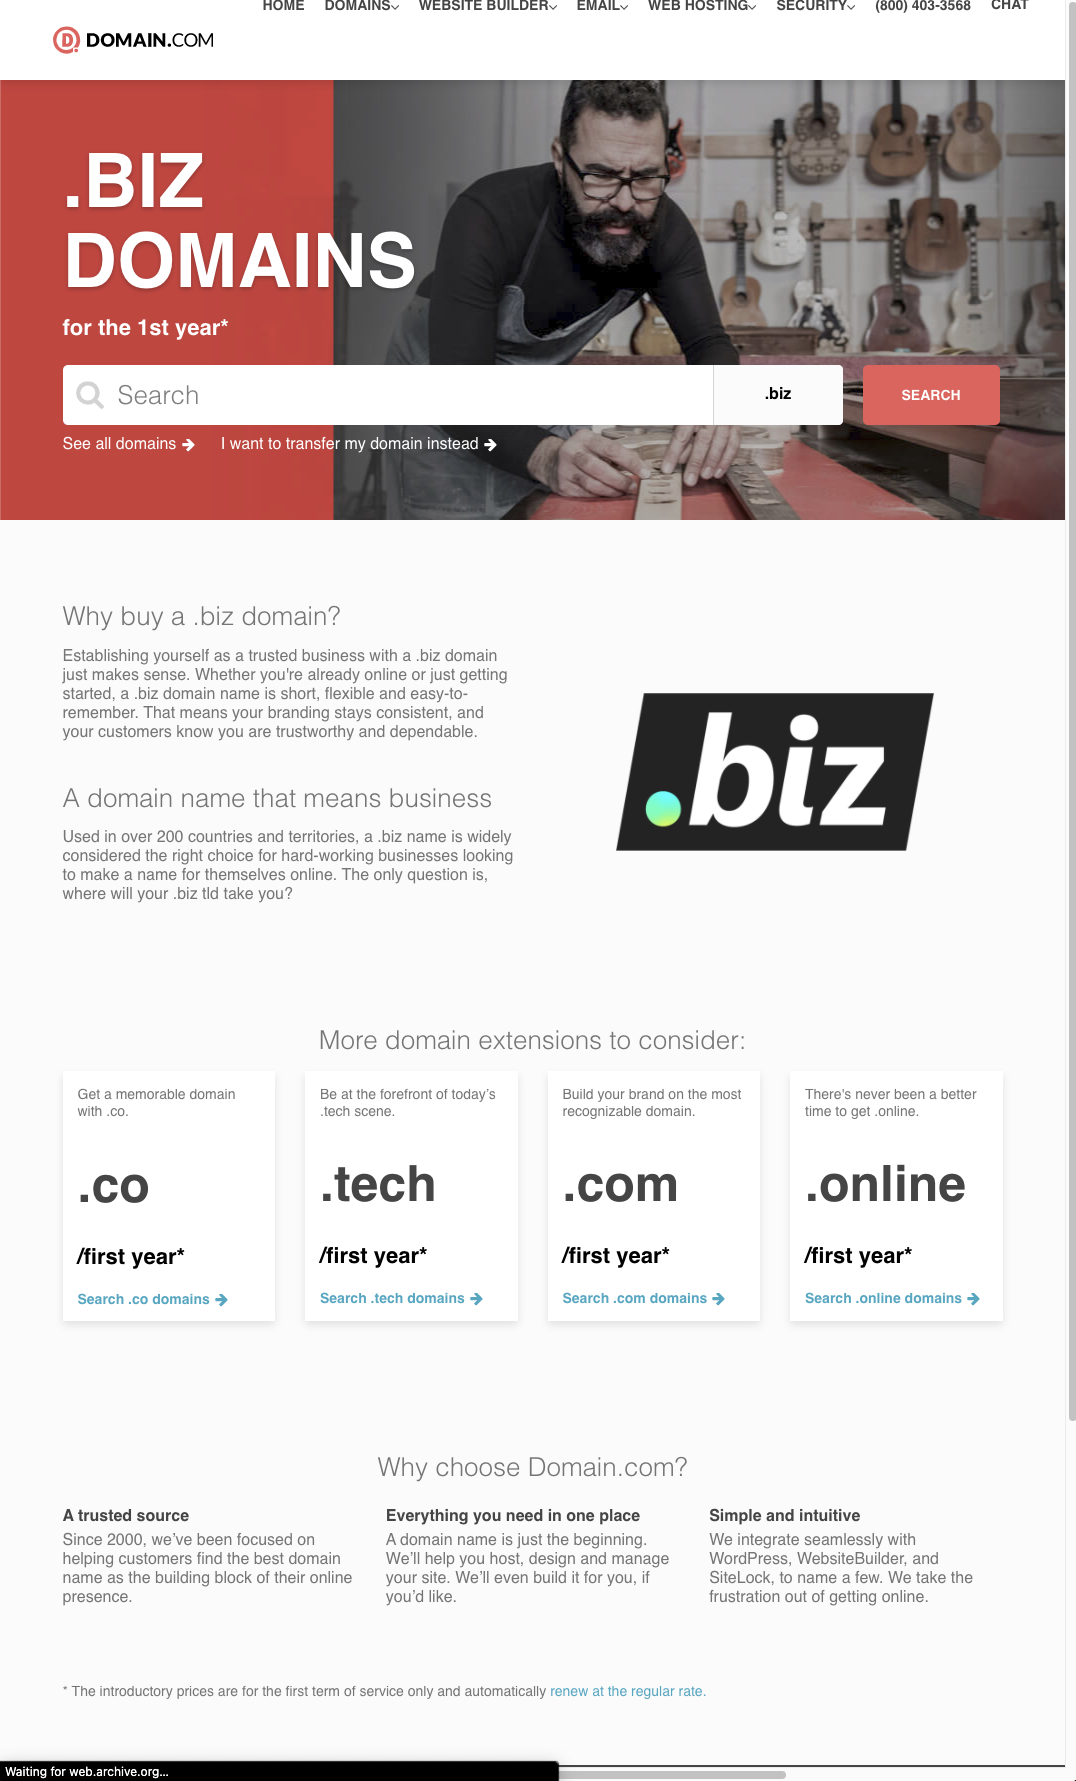 HOME DOMAINS WEBSITE BUILDER EMAIL WEB HOSTING SECURITY (800) 403-3568 CHAT
DOMAIN.COM
.BIZ
DOMAINS
for the 1st year*
Search .biz SEARCH
See all domains I want to transfer my domain instead
Why buy a .biz domain?
Establishing yourself as a trusted business with a .biz domain
just makes sense. Whether you're already online or just getting
started, a .biz domain name is short, flexible and easy-to-
remember. That means your branding stays consistent, and
your customers know you are trustworthy and dependable.
.biz
A domain name that means business
Used in over 200 countries and territories, a .biz name is widely
considered the right choice for hard-working businesses looking
to make a name for themselves online. The only question is,
where will your .biz tld take you?
More domain extensions to consider:
Get a memorable domain
with .co.
.co
/first year*
Search .co domains
Be at the forefront of today’s
.tech scene.
.tech
/first year*
Search .tech domains
Build your brand on the most
recognizable domain.
.com
/first year*
Search .com domains
There’s never been a better
time to get .online.
.online
/first year*
Search .online domains
Why choose Domain.com?
A trusted source
Since 2000, we’ve been focused on
helping customers find the best domain
name as the building block of their online
presence.
Everything you need in one place
A domain name is just the beginning.
We’ll help you host, design and manage
your site. We’ll even build it for you, if
you’d like.
Simple and intuitive
We integrate seamlessly with
WordPress, WebsiteBuilder, and
SiteLock, to name a few. We take the
frustration out of getting online.
* The introductory prices are for the first term of service only and automatically renew at the regular rate.
Waiting for web.archive.org...